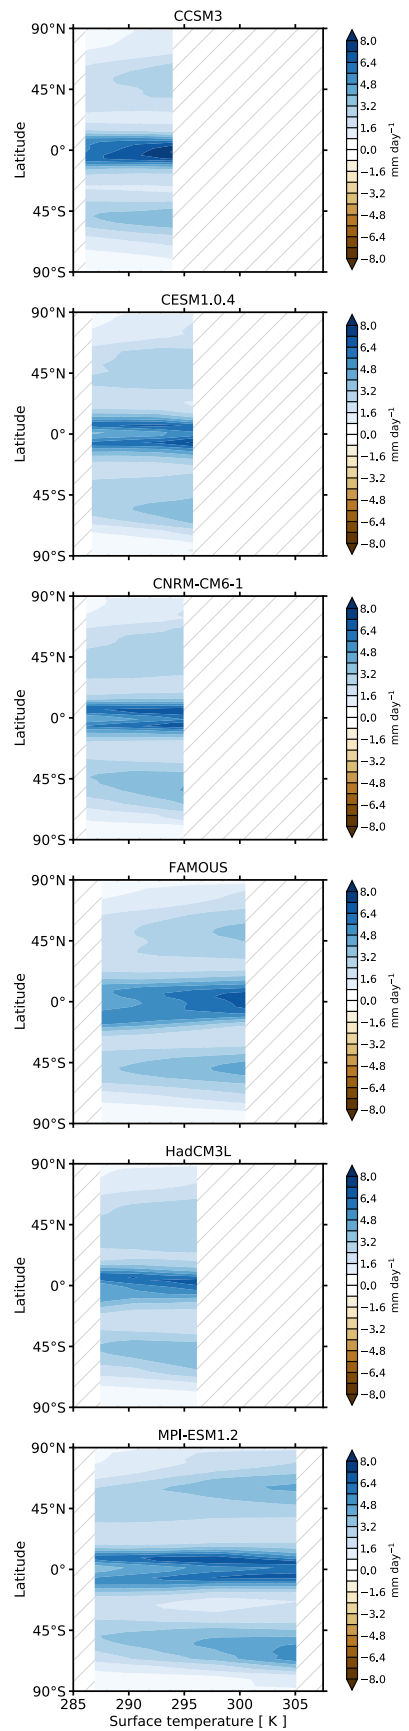 CCSM3
90°N
45°N
0°
45°S
90°S
Latitude
8.0
6.4
4.8
3.2
1.6
0.0
−1.6
−3.2
−4.8
−6.4
−8.0
mm day⁻¹
CESM1.0.4
90°N
45°N
0°
45°S
90°S
Latitude
8.0
6.4
4.8
3.2
1.6
0.0
−1.6
−3.2
−4.8
−6.4
−8.0
mm day⁻¹
CNRM-CM6-1
90°N
45°N
0°
45°S
90°S
Latitude
8.0
6.4
4.8
3.2
1.6
0.0
−1.6
−3.2
−4.8
−6.4
−8.0
mm day⁻¹
FAMOUS
90°N
45°N
0°
45°S
90°S
Latitude
8.0
6.4
4.8
3.2
1.6
0.0
−1.6
−3.2
−4.8
−6.4
−8.0
mm day⁻¹
HadCM3L
90°N
45°N
0°
45°S
90°S
Latitude
8.0
6.4
4.8
3.2
1.6
0.0
−1.6
−3.2
−4.8
−6.4
−8.0
mm day⁻¹
MPI-ESM1.2
90°N
45°N
0°
45°S
90°S
Latitude
8.0
6.4
4.8
3.2
1.6
0.0
−1.6
−3.2
−4.8
−6.4
−8.0
mm day⁻¹
285 290 295 300 305
Surface temperature [ K ]